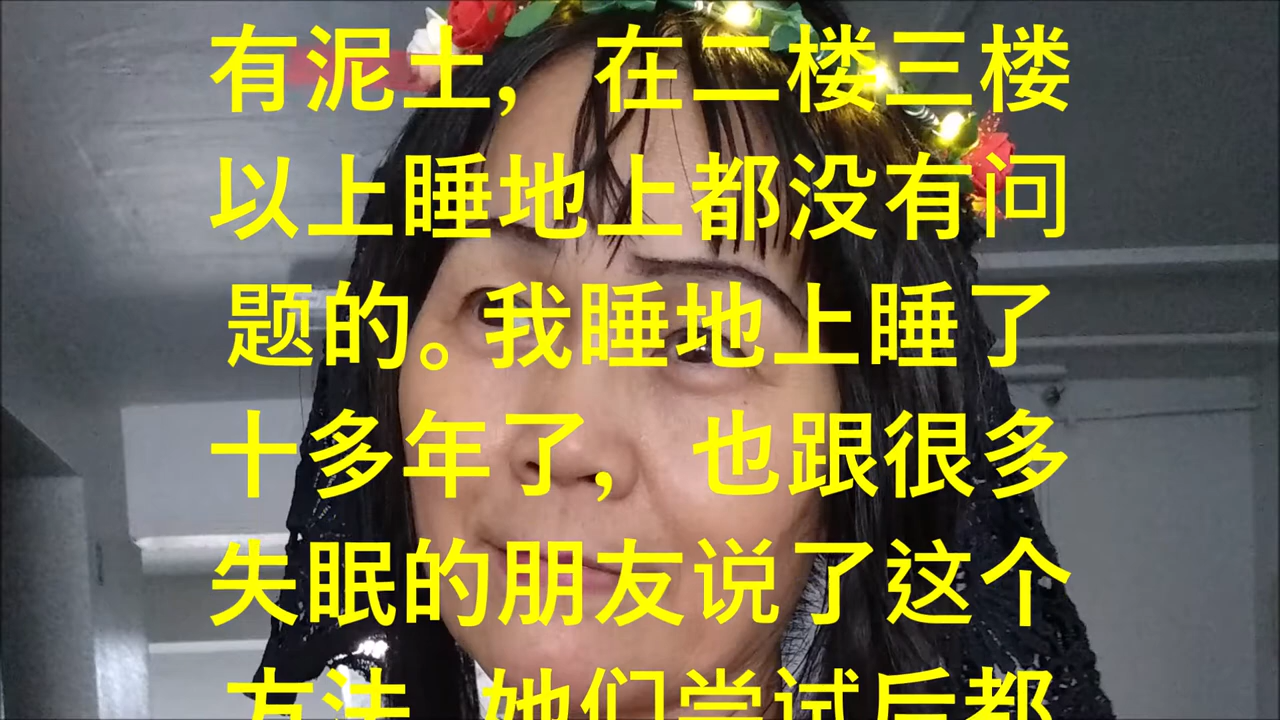 有泥土，在二楼三楼
以上睡地上都没有问
题的。我睡地上睡了
十多年了，也跟很多
失眠的朋友说了这个
方法，她们尝试后都